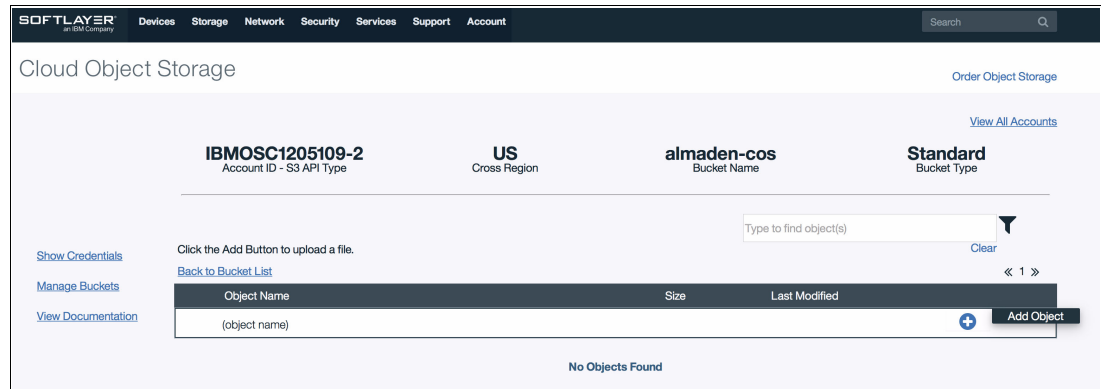 SOFTLAYER®
an IBM Company
Devices Storage Network Security Services Support Account
Search
Cloud Object Storage
Order Object Storage
View All Accounts
IBMOSC1205109-2 US almaden-cos Standard
Account ID - S3 API Type Cross Region Bucket Name Bucket Type
Type to find object(s)
Show Credentials
Click the Add Button to upload a file.
Clear
Back to Bucket List
« 1 »
Manage Buckets
Object Name Size Last Modified
View Documentation
(object name)
Add Object
No Objects Found